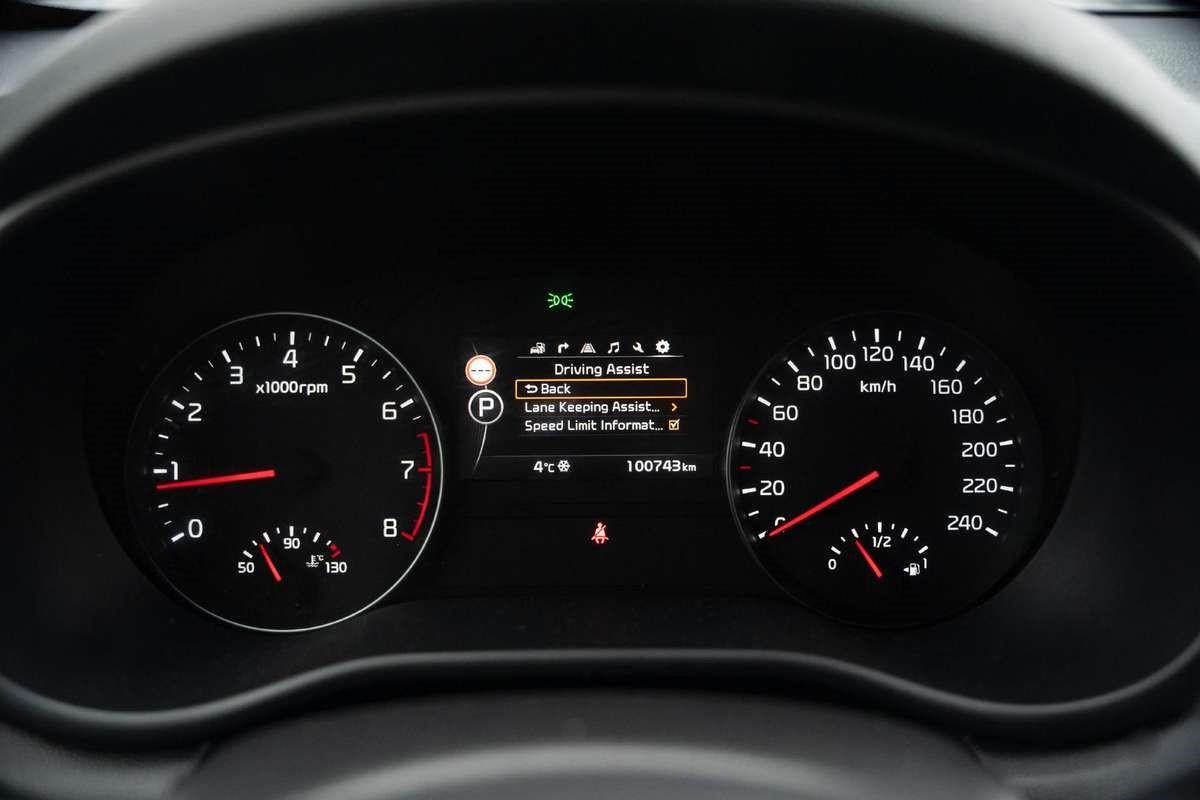 4
3
5
x1000rpm
2
6
1
7
0
8
90
50
°C
130
Driving Assist
Back
P
Lane Keeping Assist...
Speed Limit Informat...
4°C
100743km
120
100
140
80
km/h
160
60
180
40
200
20
220
0
240
1/2
0
1